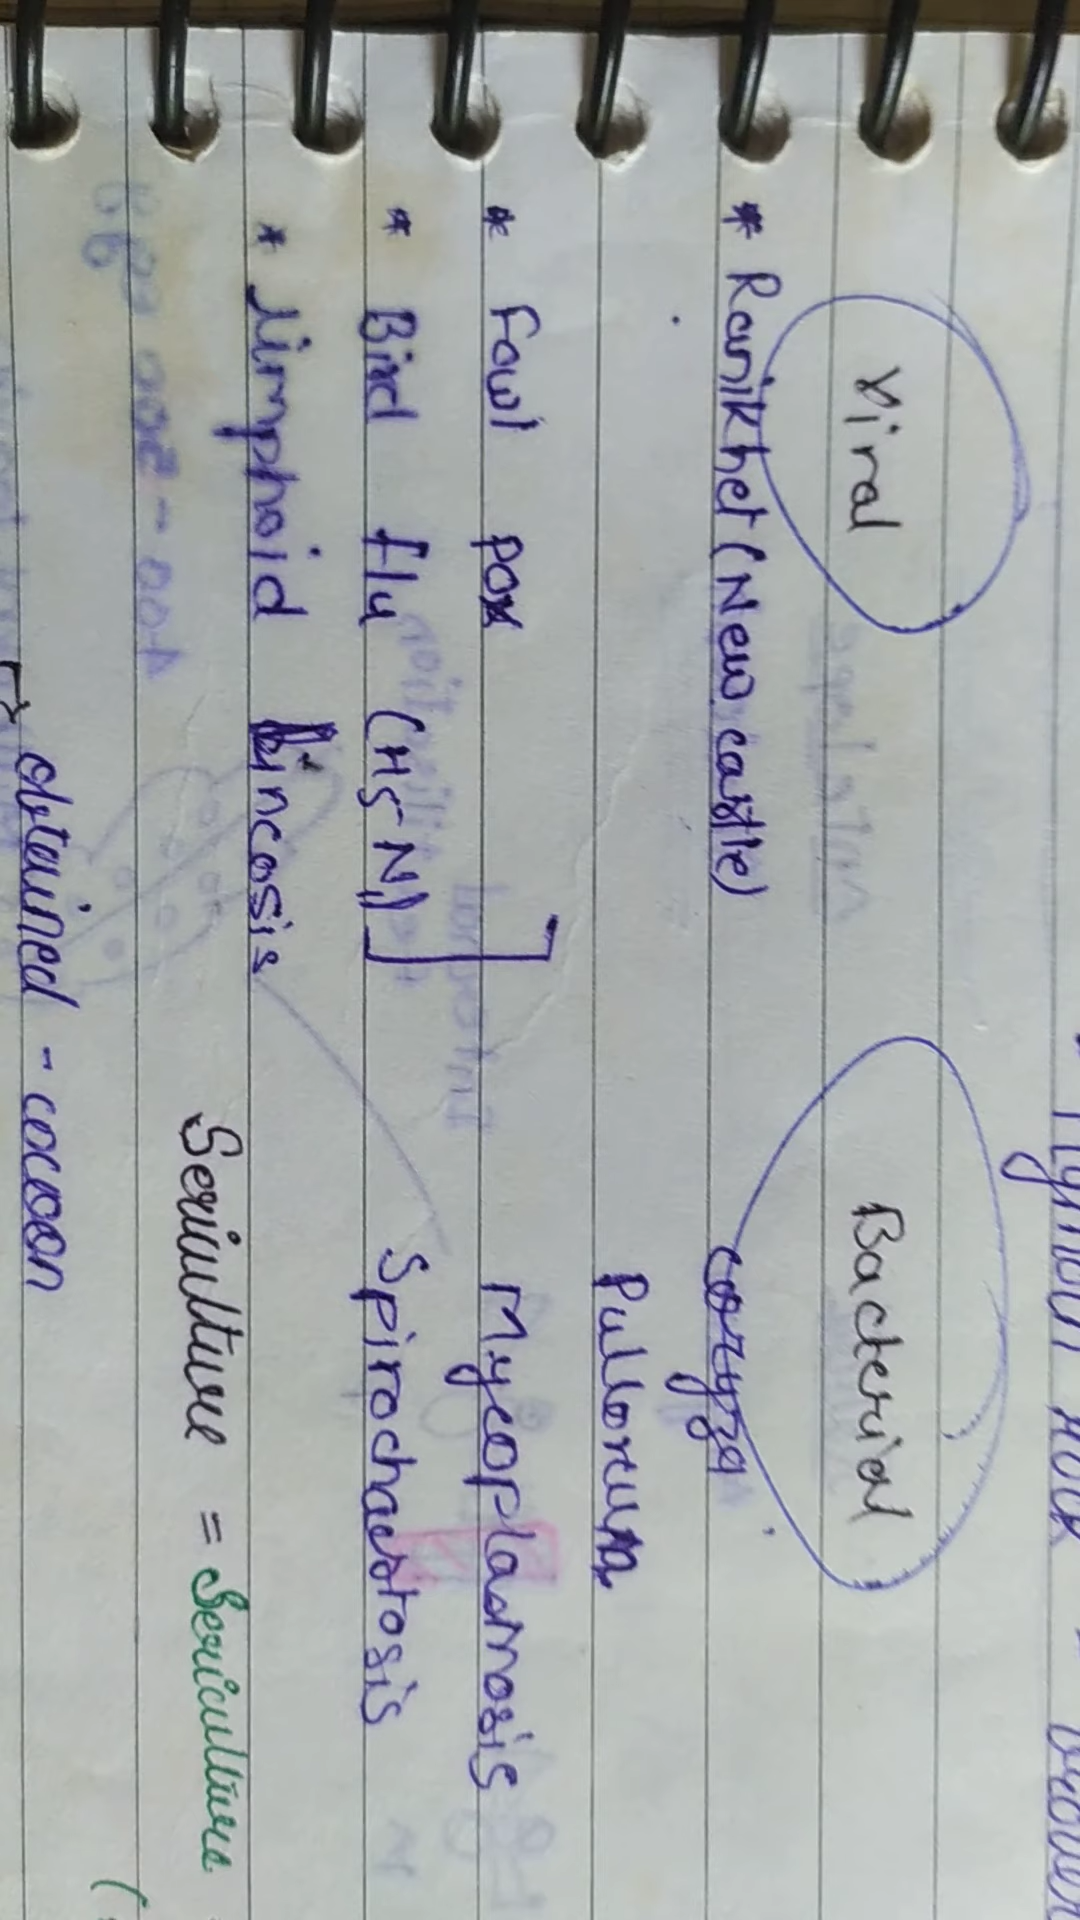 Viral Bacterial
* Ranikhet (New castle) coryza
Pullorum
* Fowl pox Mycoplasmosis
* Bird flu (H5N1) Spirochaetosis
* Limphoid Lincosis
Sericulture = Sericulture
obtained - cocoon